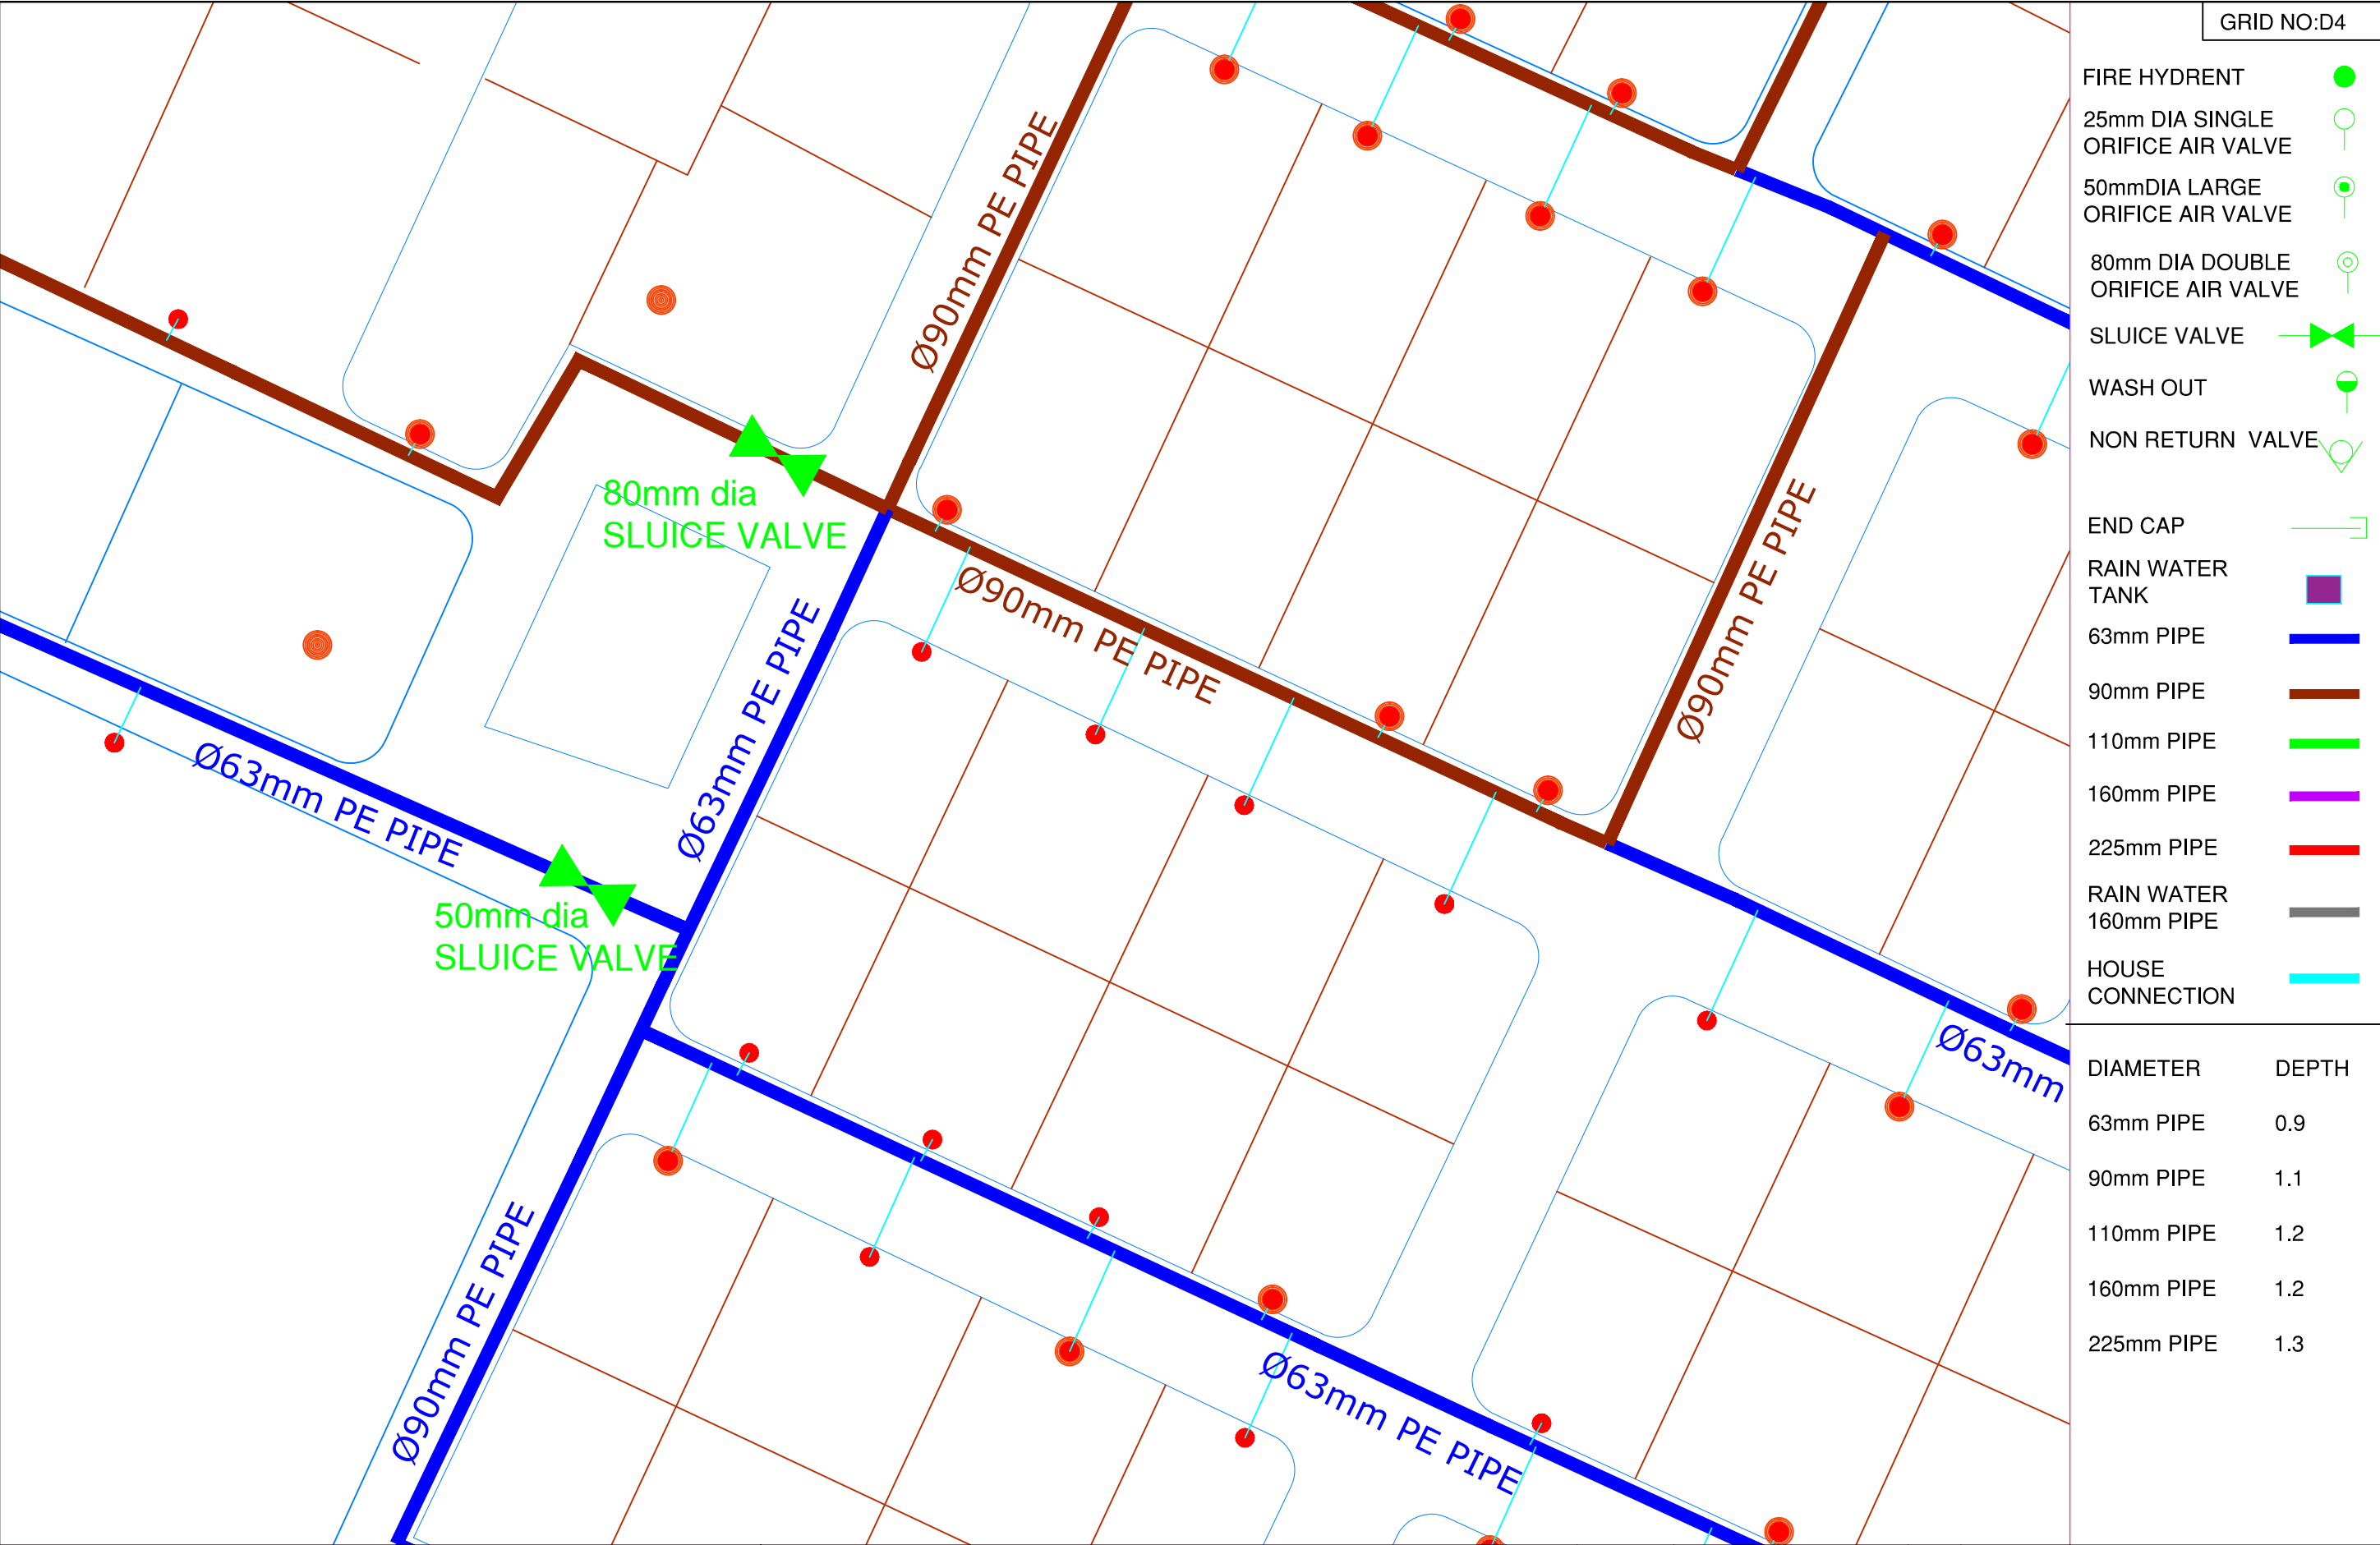 GRID NO:D4
FIRE HYDRENT
25mm DIA SINGLE
ORIFICE AIR VALVE
50mmDIA LARGE
ORIFICE AIR VALVE
80mm DIA DOUBLE
ORIFICE AIR VALVE
SLUICE VALVE
WASH OUT
NON RETURN VALVE
END CAP
RAIN WATER
TANK
63mm PIPE
90mm PIPE
110mm PIPE
160mm PIPE
225mm PIPE
RAIN WATER
160mm PIPE
HOUSE
CONNECTION
DIAMETER DEPTH
63mm PIPE 0.9
90mm PIPE 1.1
110mm PIPE 1.2
160mm PIPE 1.2
225mm PIPE 1.3
Ø90mm PE PIPE
80mm dia
SLUICE VALVE
Ø90mm PE PIPE
Ø90mm PE PIPE
Ø63mm PE PIPE
Ø63mm PE PIPE
50mm dia
SLUICE VALVE
Ø63mm
Ø90mm PE PIPE
Ø63mm PE PIPE